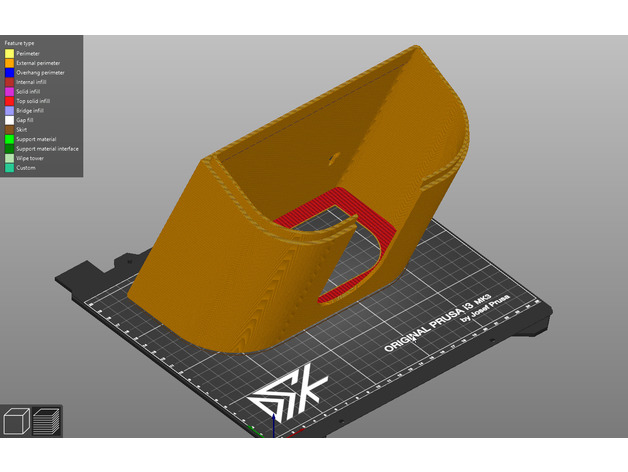 Feature type
Perimeter
External perimeter
Overhang perimeter
Internal infill
Solid infill
Top solid infill
Bridge infill
Gap fill
Skirt
Support material
Support material interface
Wipe tower
Custom
ORIGINAL PRUSA i3 MK3
by Josef Prusa